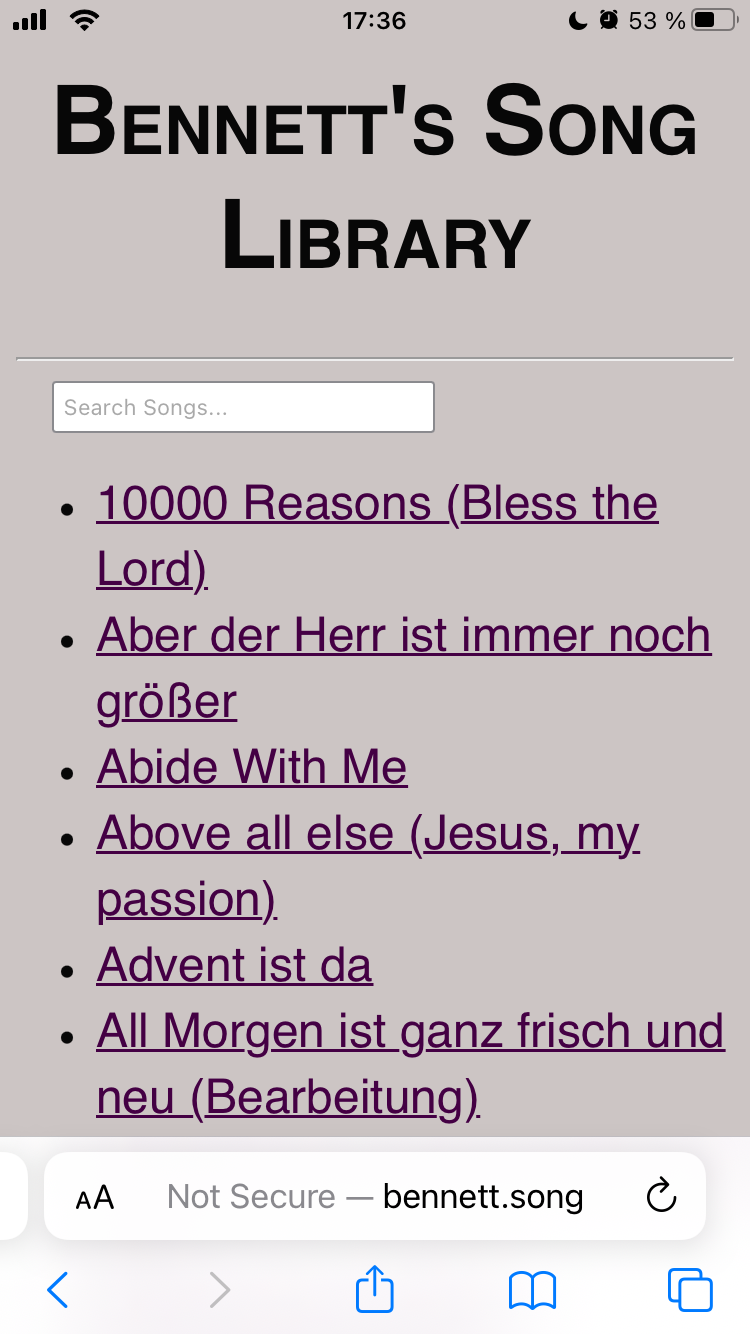 17:36
53 %
Bennett's Song
Library
Search Songs...
10000 Reasons (Bless the
Lord)
Aber der Herr ist immer noch
größer
Abide With Me
Above all else (Jesus, my
passion)
Advent ist da
All Morgen ist ganz frisch und
neu (Bearbeitung)
AA Not Secure — bennett.song